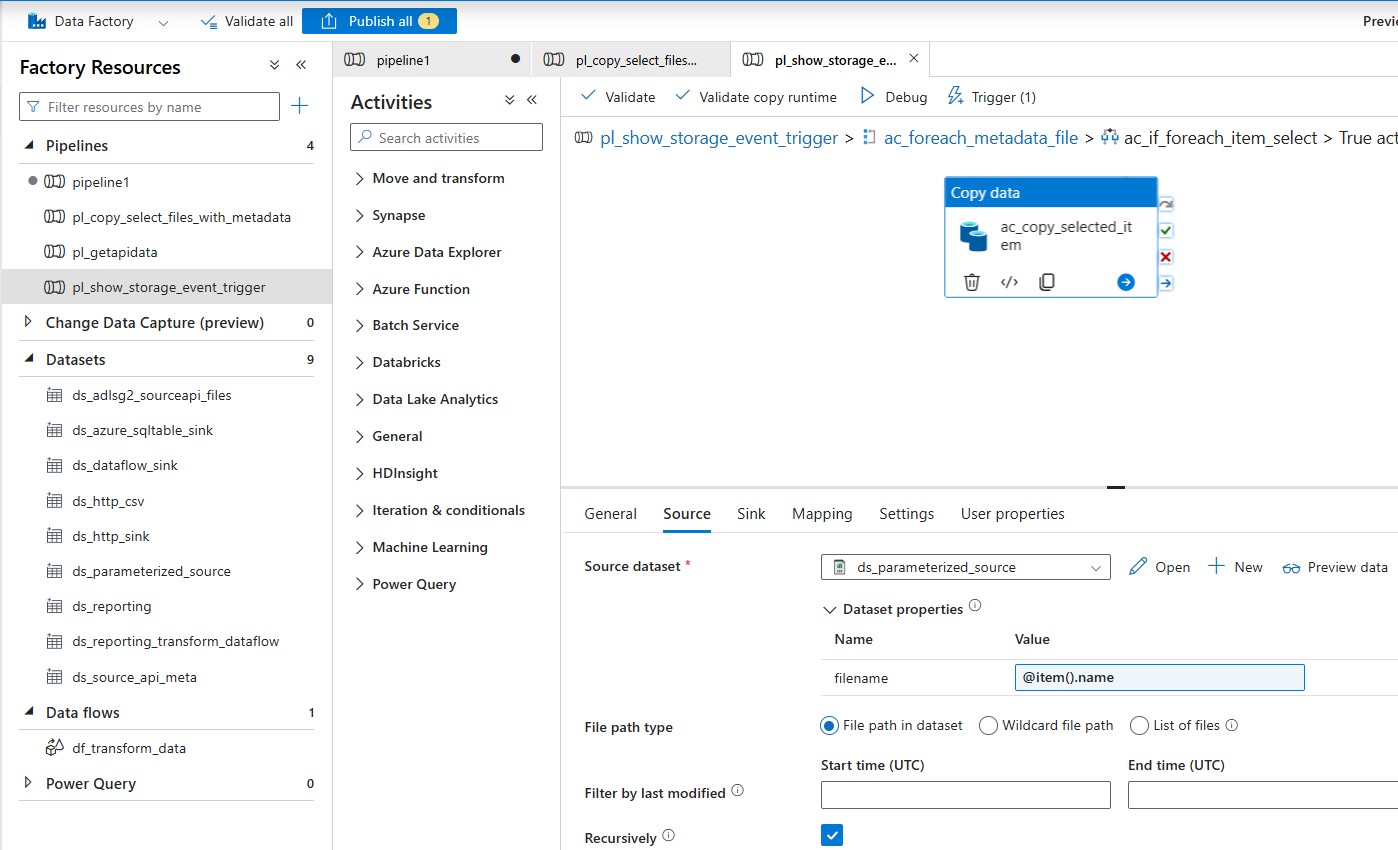 Data Factory
Validate all
Publish all 1
Previ
Factory Resources
Filter resources by name
Pipelines 4
pipeline1
pl_copy_select_files_with_metadata
pl_getapidata
pl_show_storage_event_trigger
Change Data Capture (preview) 0
Datasets 9
ds_adlsg2_sourceapi_files
ds_azure_sqltable_sink
ds_dataflow_sink
ds_http_csv
ds_http_sink
ds_parameterized_source
ds_reporting
ds_reporting_transform_dataflow
ds_source_api_meta
Data flows 1
df_transform_data
Power Query 0
pipeline1
pl_copy_select_files...
pl_show_storage_e...
Activities
Search activities
Move and transform
Synapse
Azure Data Explorer
Azure Function
Batch Service
Databricks
Data Lake Analytics
General
HDInsight
Iteration & conditionals
Machine Learning
Power Query
Validate
Validate copy runtime
Debug
Trigger (1)
pl_show_storage_event_trigger > ac_foreach_metadata_file > ac_if_foreach_item_select > True act
Copy data
ac_copy_selected_it
em
General
Source
Sink
Mapping
Settings
User properties
Source dataset *
ds_parameterized_source
Open
New
Preview data
Dataset properties
Name Value
filename @item().name
File path type
File path in dataset
Wildcard file path
List of files
Start time (UTC) End time (UTC)
Filter by last modified
Recursively